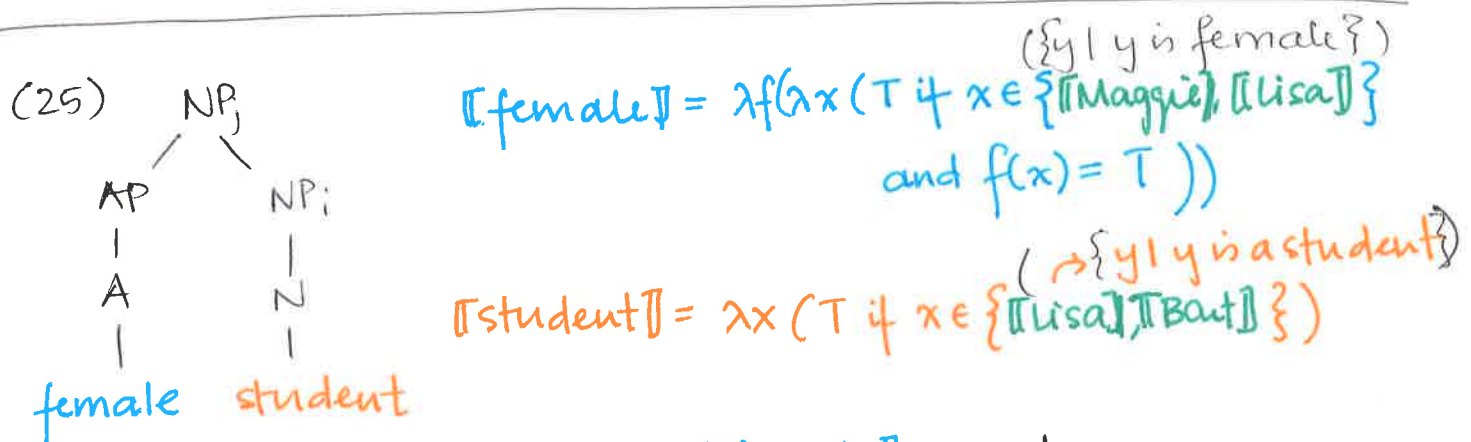 ({y | y is female})
(25) NPj ⟦female⟧ = λf(λx (T if x ∈ {⟦Maggie⟧, ⟦Lisa⟧}
and f(x) = T ))
AP NPi
(→{y | y is a student})
A N ⟦student⟧ = λx (T if x ∈ {⟦Lisa⟧,⟦Bart⟧})
female student